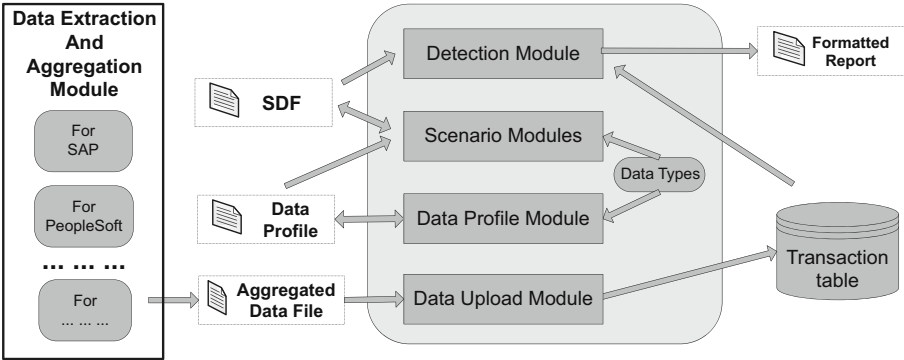 Data Extraction
And
Aggregation
Module
For
SAP
For
PeopleSoft
... ... ...
For
... ... ...
SDF
Data
Profile
Aggregated
Data File
Detection Module
Scenario Modules
Data Types
Data Profile Module
Data Upload Module
Formatted
Report
Transaction
table